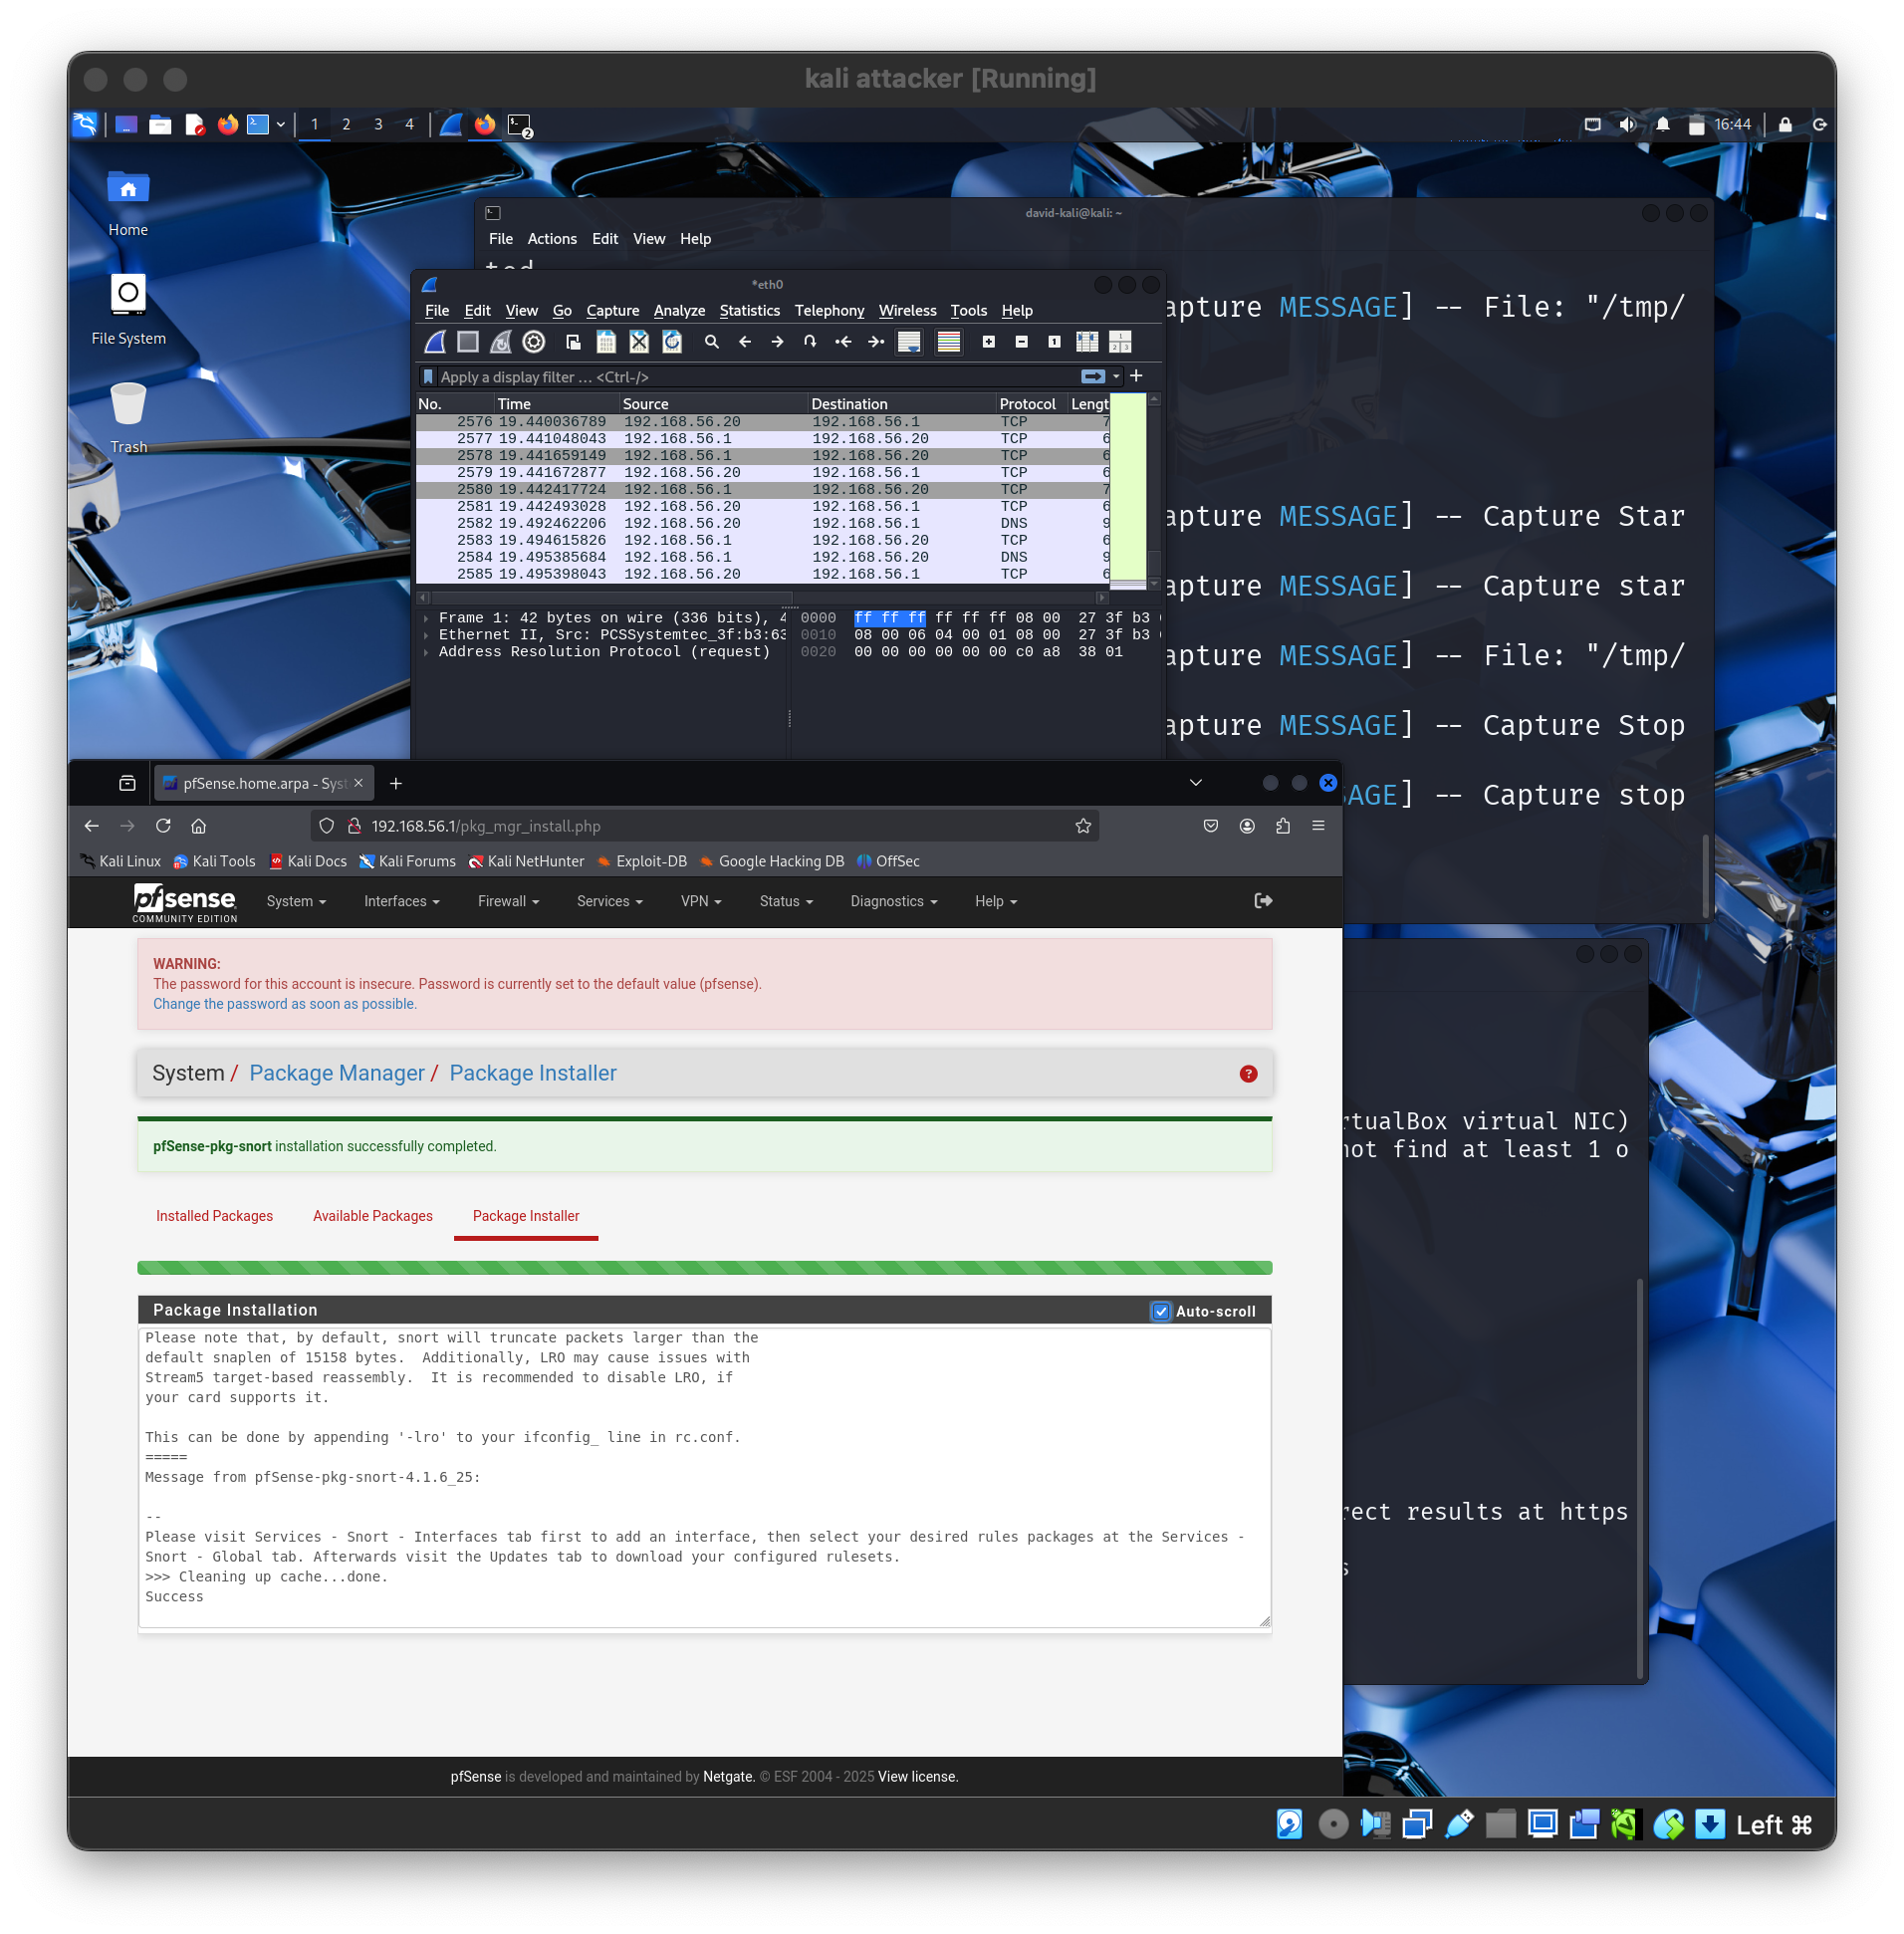 kali attacker [Running]
1 2 3 4
2
16:44
Home
File System
Trash
david-kali@kali: ~
File Actions Edit View Help
*eth0
File Edit View Go Capture Analyze Statistics Telephony Wireless Tools Help
Apply a display filter ... <Ctrl-/>
No. Time Source Destination Protocol Lengt
2576 19.440036789 192.168.56.20 192.168.56.1 TCP 7
2577 19.441048043 192.168.56.1 192.168.56.20 TCP 6
2578 19.441659149 192.168.56.1 192.168.56.20 TCP 6
2579 19.441672877 192.168.56.20 192.168.56.1 TCP 6
2580 19.442417724 192.168.56.1 192.168.56.20 TCP 7
2581 19.442493028 192.168.56.20 192.168.56.1 TCP 6
2582 19.492462206 192.168.56.20 192.168.56.1 DNS 9
2583 19.494615826 192.168.56.1 192.168.56.20 TCP 6
2584 19.495385684 192.168.56.1 192.168.56.20 DNS 9
2585 19.495398043 192.168.56.20 192.168.56.1 TCP 6
Frame 1: 42 bytes on wire (336 bits), 4
Ethernet II, Src: PCSSystemtec_3f:b3:63
Address Resolution Protocol (request)
0000 ff ff ff ff ff ff 08 00 27 3f b3
0010 08 00 06 04 00 01 08 00 27 3f b3
0020 00 00 00 00 00 00 c0 a8 38 01
apture MESSAGE] -- File: "/tmp/
apture MESSAGE] -- Capture Star
apture MESSAGE] -- Capture star
apture MESSAGE] -- File: "/tmp/
apture MESSAGE] -- Capture Stop
SAGE] -- Capture stop
rtualBox virtual NIC)
not find at least 1 o
rect results at https
s
pfSense.home.arpa - Syst
192.168.56.1/pkg_mgr_install.php
Kali Linux Kali Tools Kali Docs Kali Forums Kali NetHunter Exploit-DB Google Hacking DB OffSec
pfsense
COMMUNITY EDITION
System Interfaces Firewall Services VPN Status Diagnostics Help
WARNING:
The password for this account is insecure. Password is currently set to the default value (pfsense).
Change the password as soon as possible.
System / Package Manager / Package Installer
pfSense-pkg-snort installation successfully completed.
Installed Packages Available Packages Package Installer
Package Installation
Auto-scroll
Please note that, by default, snort will truncate packets larger than the
default snaplen of 15158 bytes.  Additionally, LRO may cause issues with
Stream5 target-based reassembly.  It is recommended to disable LRO, if
your card supports it.
This can be done by appending '-lro' to your ifconfig_ line in rc.conf.
=====
Message from pfSense-pkg-snort-4.1.6_25:
--
Please visit Services - Snort - Interfaces tab first to add an interface, then select your desired rules packages at the Services -
Snort - Global tab. Afterwards visit the Updates tab to download your configured rulesets.
>>> Cleaning up cache...done.
Success
pfSense is developed and maintained by Netgate. © ESF 2004 - 2025 View license.
Left ⌘